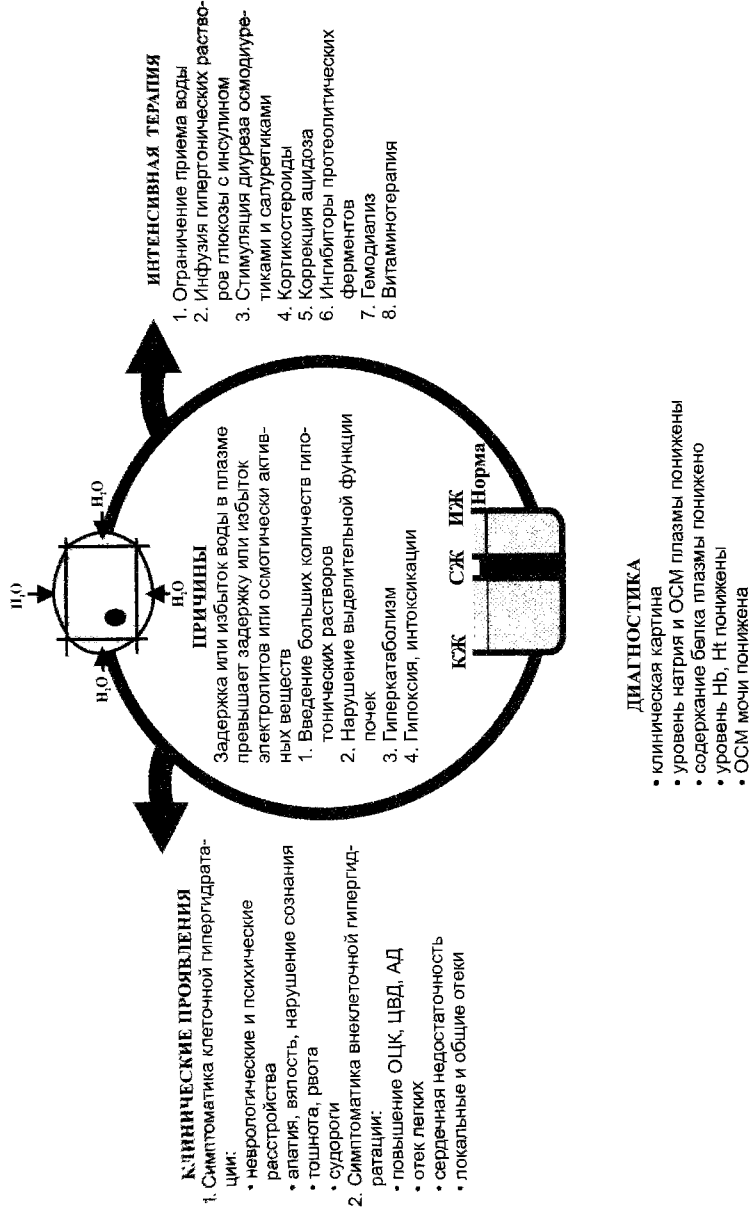 КЛИНИЧЕСКИЕ ПРОЯВЛЕНИЯ
1. Симптоматика клеточной гипергидрата-
ции:
• неврологические и психические
расстройства
• апатия, вялость, нарушение сознания
• тошнота, рвота
• судороги
2. Симптоматика внеклеточной гипергид-
ратации:
• повышение ОЦК, ЦВД, АД
• отек легких
• сердечная недостаточность
• локальные и общие отеки
H₂O
H₂O
H₂O
H₂O
ПРИЧИНЫ
Задержка или избыток воды в плазме
превышает задержку или избыток
электролитов или осмотически актив-
ных веществ
1. Введение больших количеств гипо-
тонических растворов
2. Нарушение выделительной функции
почек
3. Гиперкатаболизм
4. Гипоксия, интоксикации
КЖ СЖ ИЖ
Норма
ИНТЕНСИВНАЯ ТЕРАПИЯ
1. Ограничение приема воды
2. Инфузия гипертонических раство-
ров глюкозы с инсулином
3. Стимуляция диуреза осмодиуре-
тиками и салуретиками
4. Кортикостероиды
5. Коррекция ацидоза
6. Ингибиторы протеолитических
ферментов
7. Гемодиализ
8. Витаминотерапия
ДИАГНОСТИКА
• клиническая картина
• уровень натрия и ОСМ плазмы понижены
• содержание белка плазмы понижено
• уровень Hb, Ht понижены
• ОСМ мочи понижена